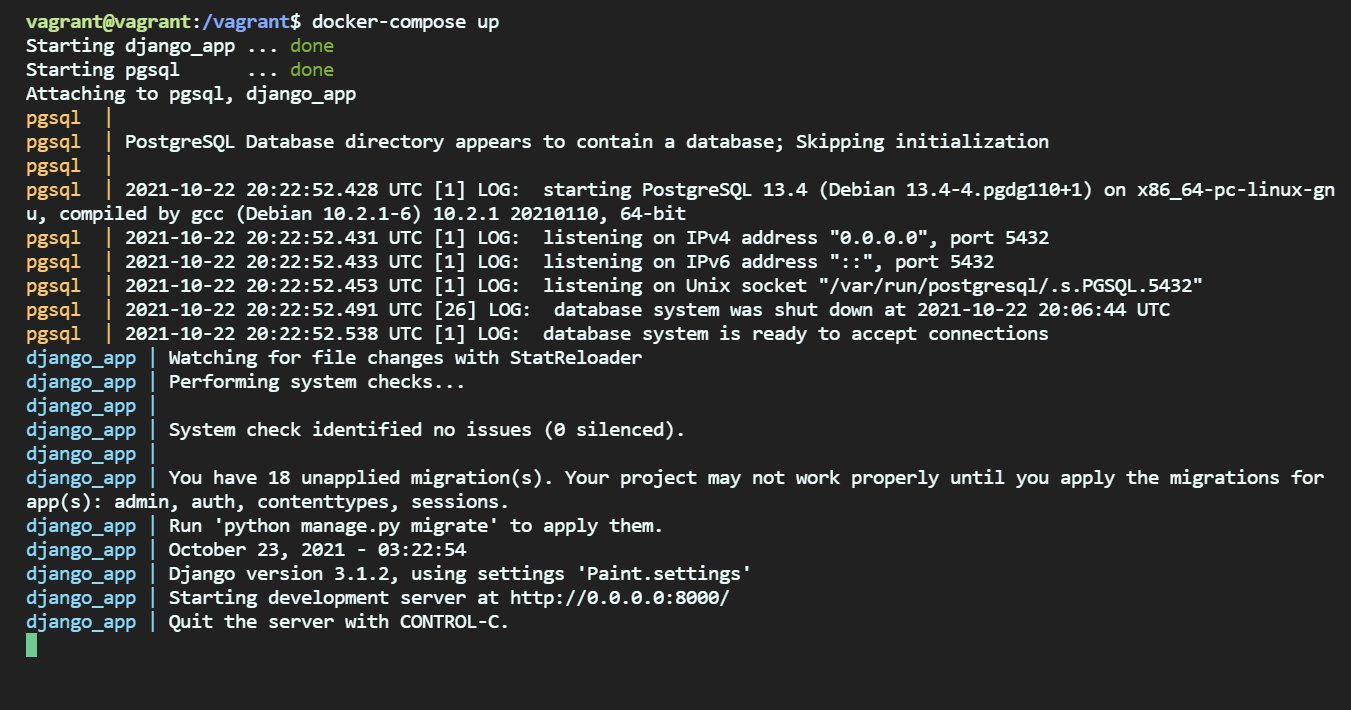 vagrant@vagrant:/vagrant$ docker-compose up
Starting django_app ... done
Starting pgsql      ... done
Attaching to pgsql, django_app
pgsql  |
pgsql  | PostgreSQL Database directory appears to contain a database; Skipping initialization
pgsql  |
pgsql  | 2021-10-22 20:22:52.428 UTC [1] LOG:  starting PostgreSQL 13.4 (Debian 13.4-4.pgdg110+1) on x86_64-pc-linux-gn
u, compiled by gcc (Debian 10.2.1-6) 10.2.1 20210110, 64-bit
pgsql  | 2021-10-22 20:22:52.431 UTC [1] LOG:  listening on IPv4 address "0.0.0.0", port 5432
pgsql  | 2021-10-22 20:22:52.433 UTC [1] LOG:  listening on IPv6 address "::", port 5432
pgsql  | 2021-10-22 20:22:52.453 UTC [1] LOG:  listening on Unix socket "/var/run/postgresql/.s.PGSQL.5432"
pgsql  | 2021-10-22 20:22:52.491 UTC [26] LOG:  database system was shut down at 2021-10-22 20:06:44 UTC
pgsql  | 2021-10-22 20:22:52.538 UTC [1] LOG:  database system is ready to accept connections
django_app | Watching for file changes with StatReloader
django_app | Performing system checks...
django_app |
django_app | System check identified no issues (0 silenced).
django_app |
django_app | You have 18 unapplied migration(s). Your project may not work properly until you apply the migrations for
app(s): admin, auth, contenttypes, sessions.
django_app | Run 'python manage.py migrate' to apply them.
django_app | October 23, 2021 - 03:22:54
django_app | Django version 3.1.2, using settings 'Paint.settings'
django_app | Starting development server at http://0.0.0.0:8000/
django_app | Quit the server with CONTROL-C.